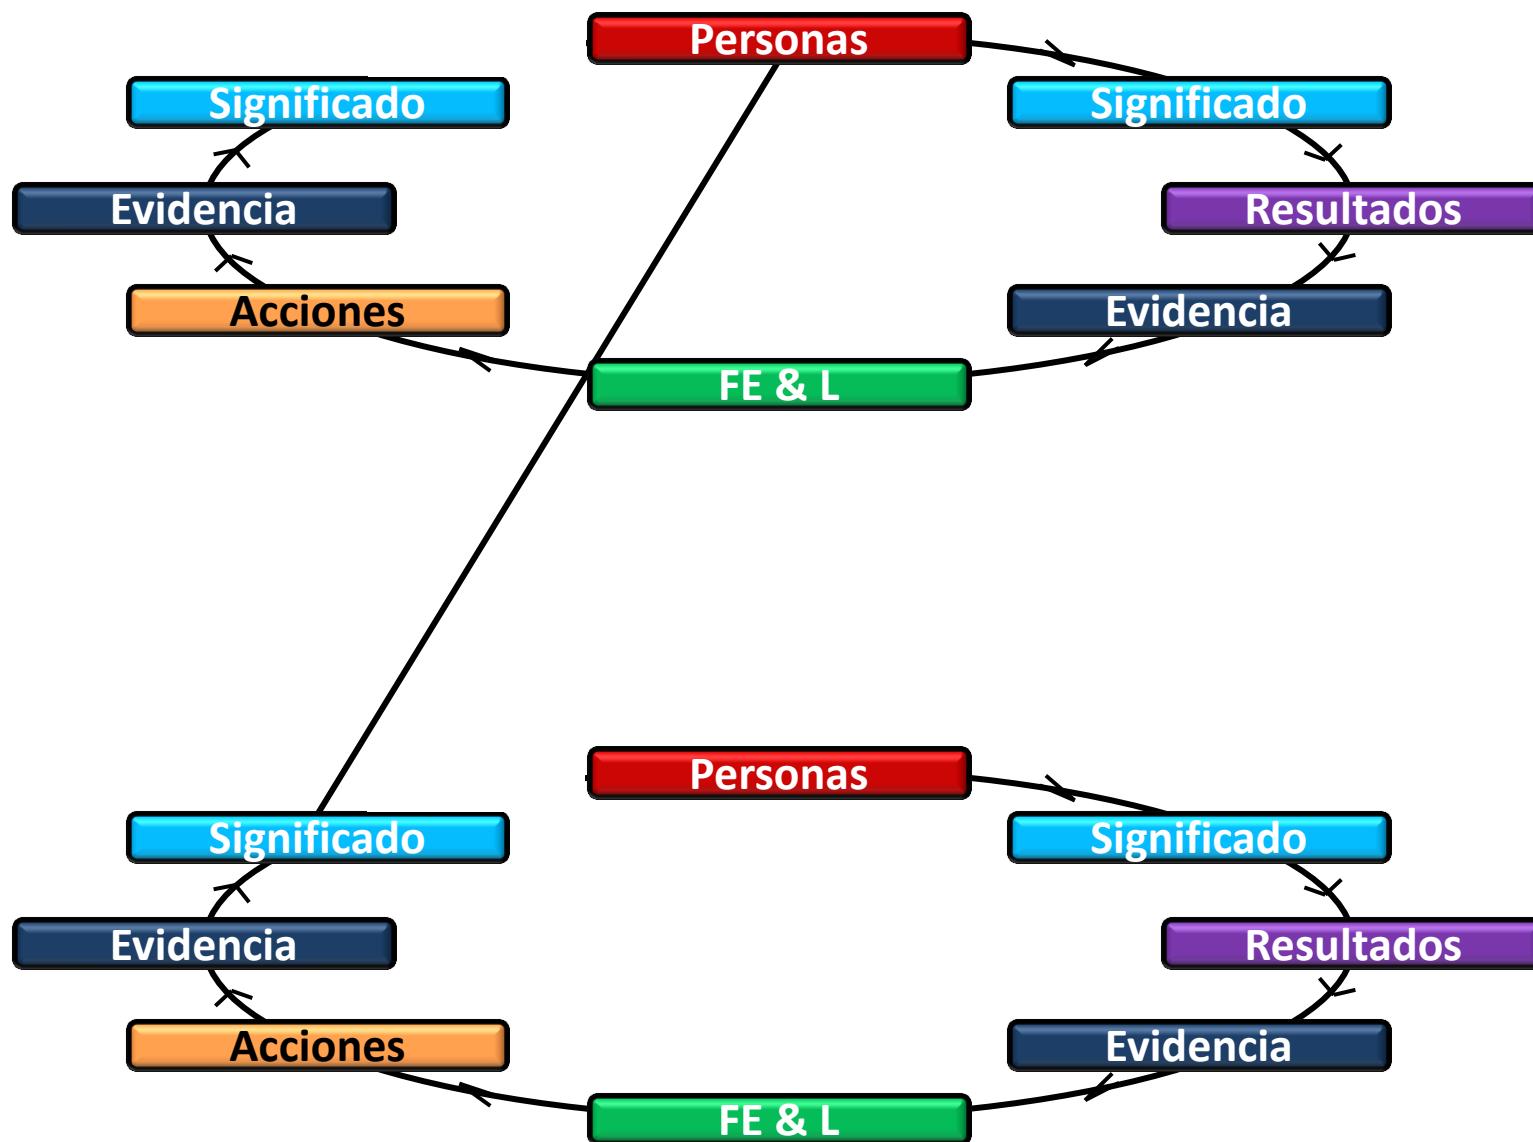 Personas
Significado
Significado
Evidencia
Resultados
Acciones
Evidencia
FE & L
Personas
Significado
Significado
Evidencia
Resultados
Acciones
Evidencia
FE & L